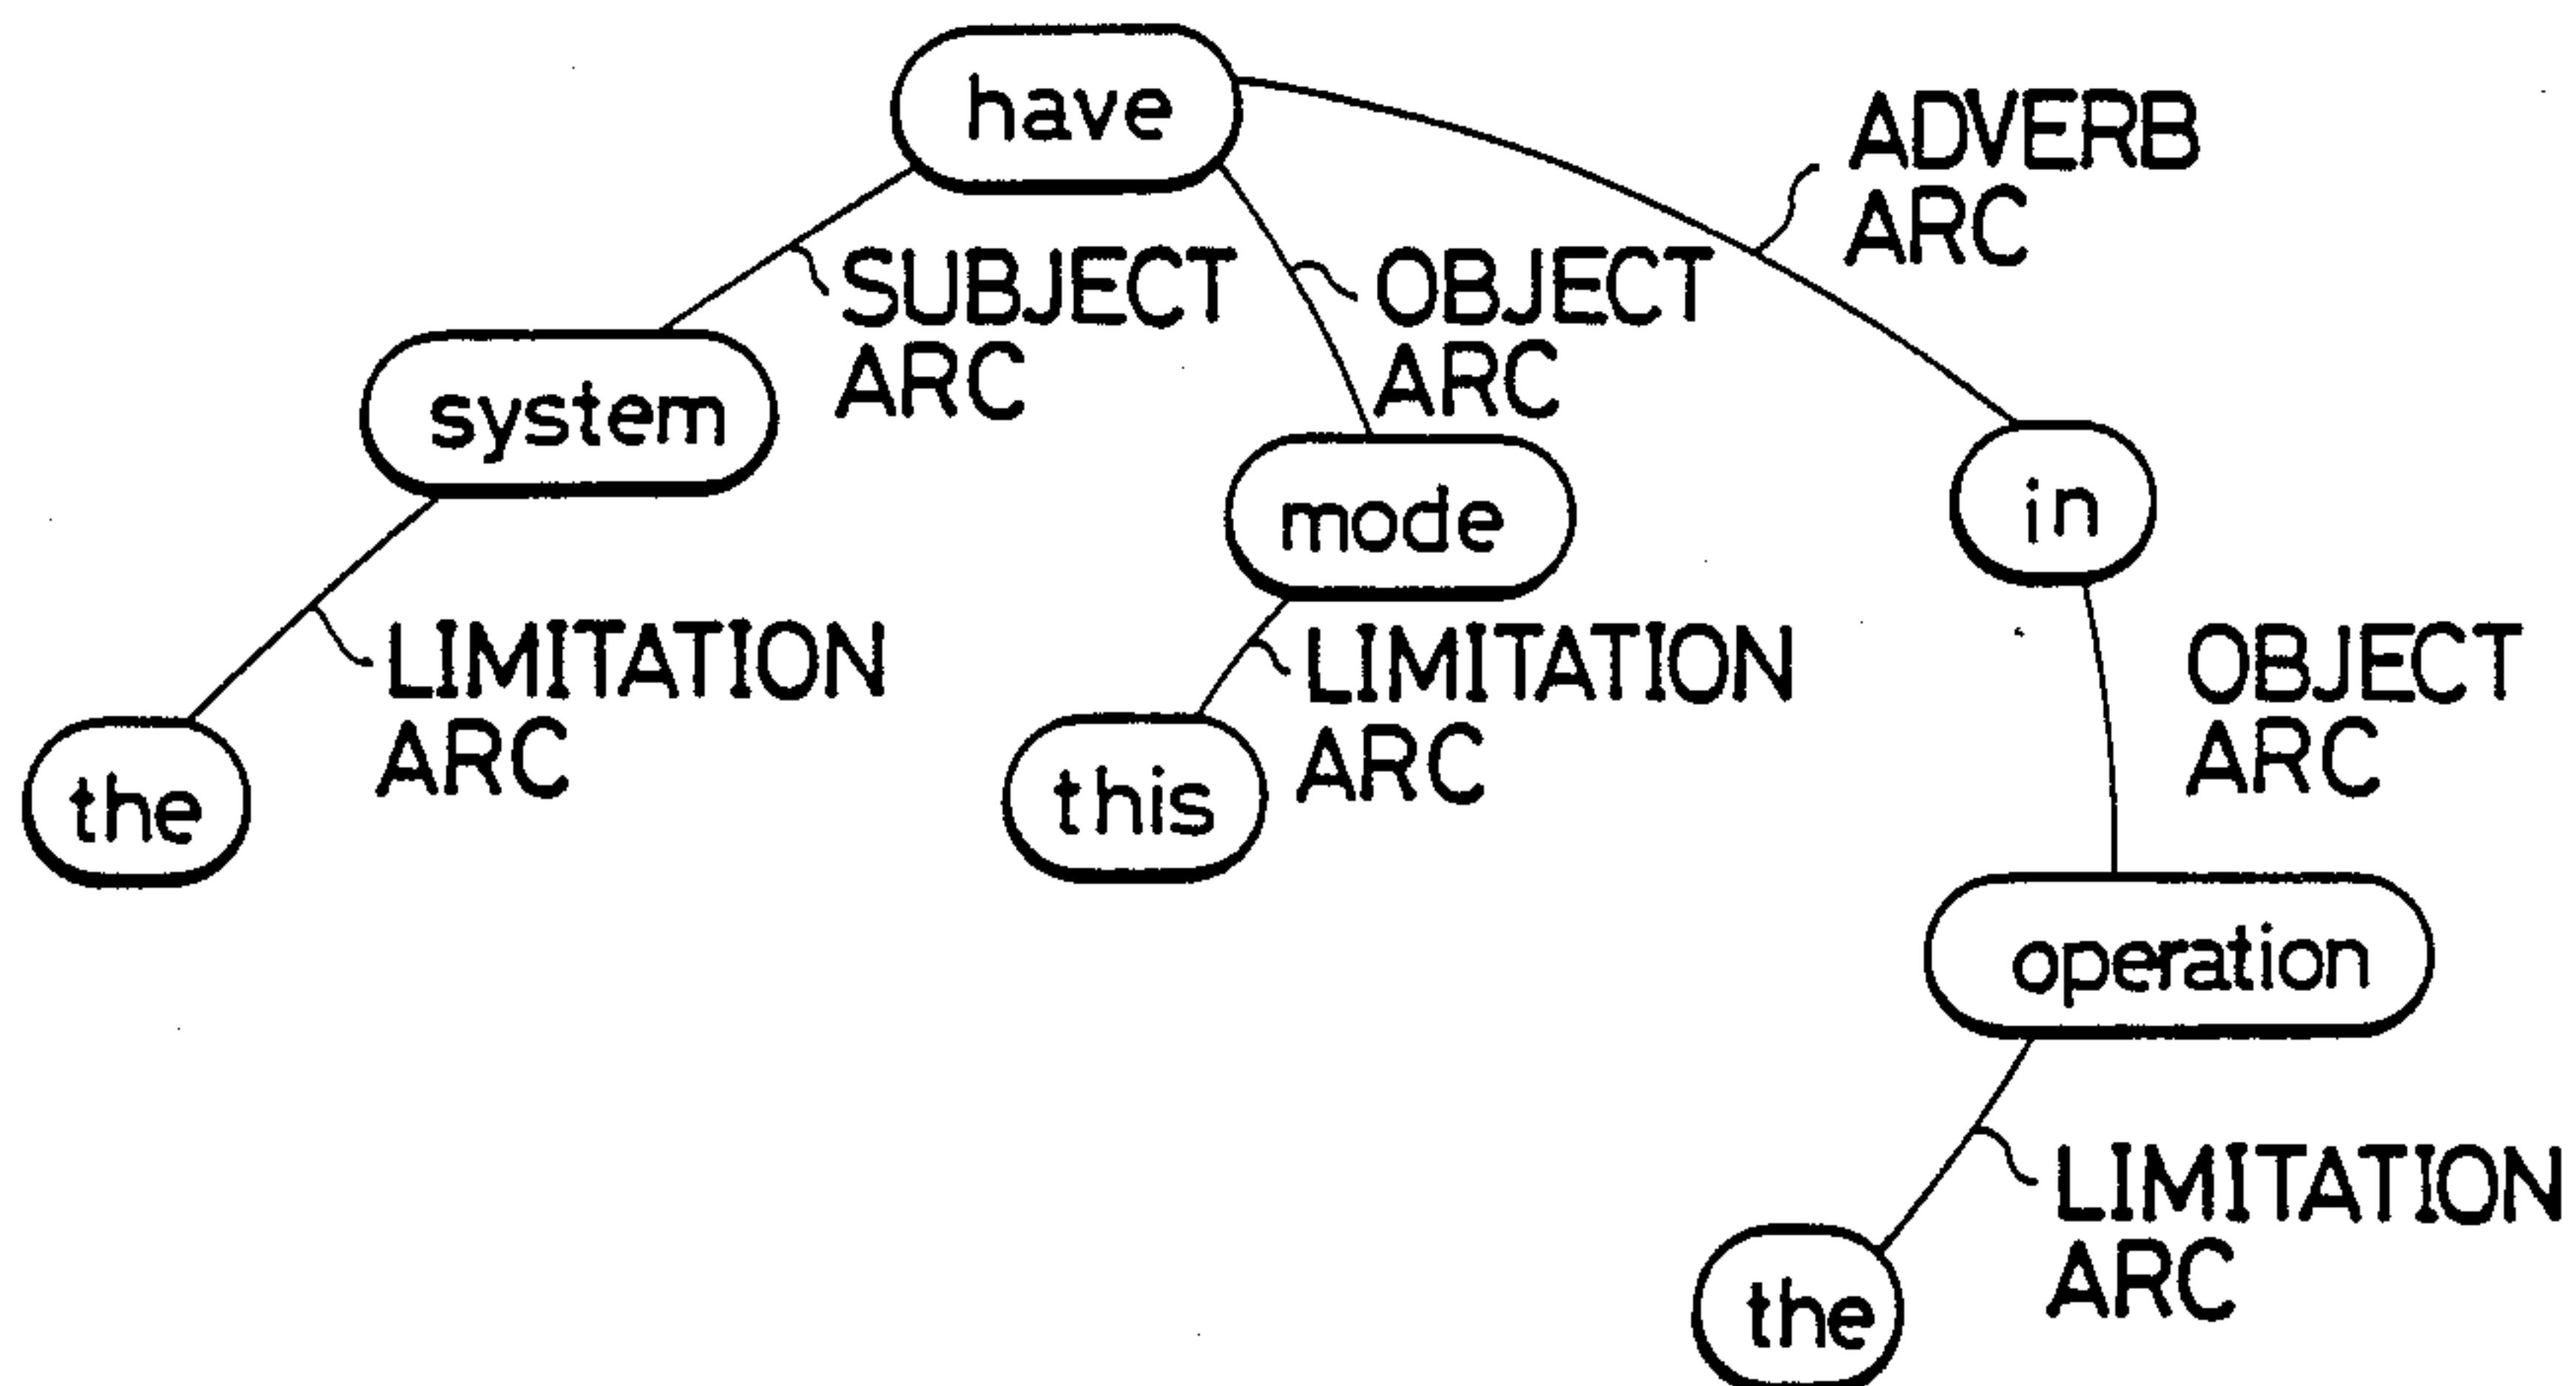 have
ADVERB
ARC
SUBJECT
ARC
OBJECT
ARC
system
mode
in
LIMITATION
ARC
LIMITATION
ARC
OBJECT
ARC
the
this
operation
LIMITATION
ARC
the